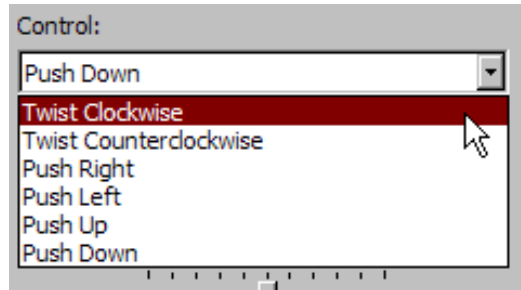 Control:
Push Down
Twist Clockwise
Twist Counterclockwise
Push Right
Push Left
Push Up
Push Down